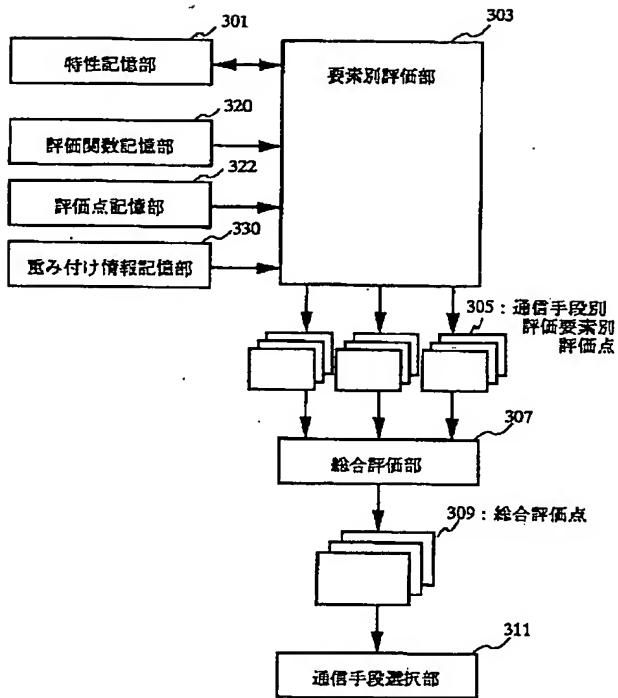 301
特性記憶部
303
要素別評価部
320
評価関数記憶部
322
評価点記憶部
330
重み付け情報記憶部
305：通信手段別
評価要素別
評価点
307
総合評価部
309：総合評価点
311
通信手段選択部